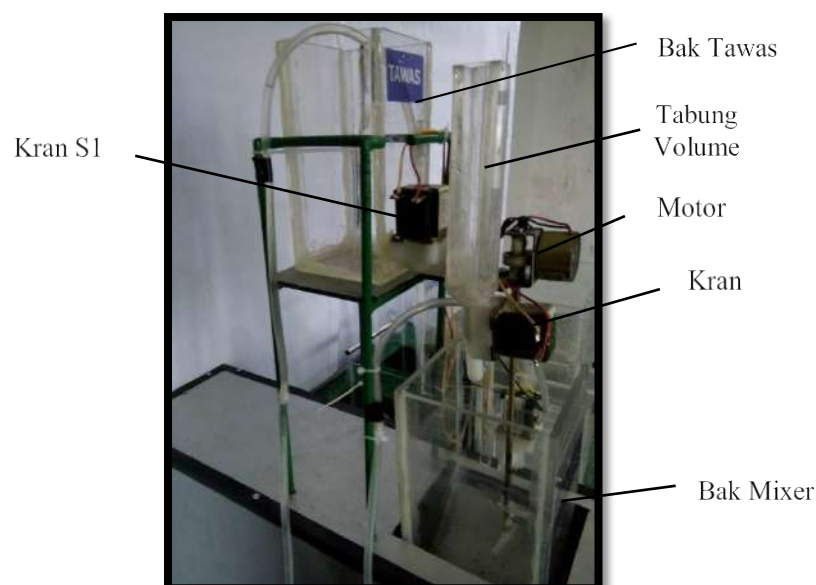 Bak Tawas
TAWAS
Tabung
Volume
Kran S1
Motor
Kran
Bak Mixer